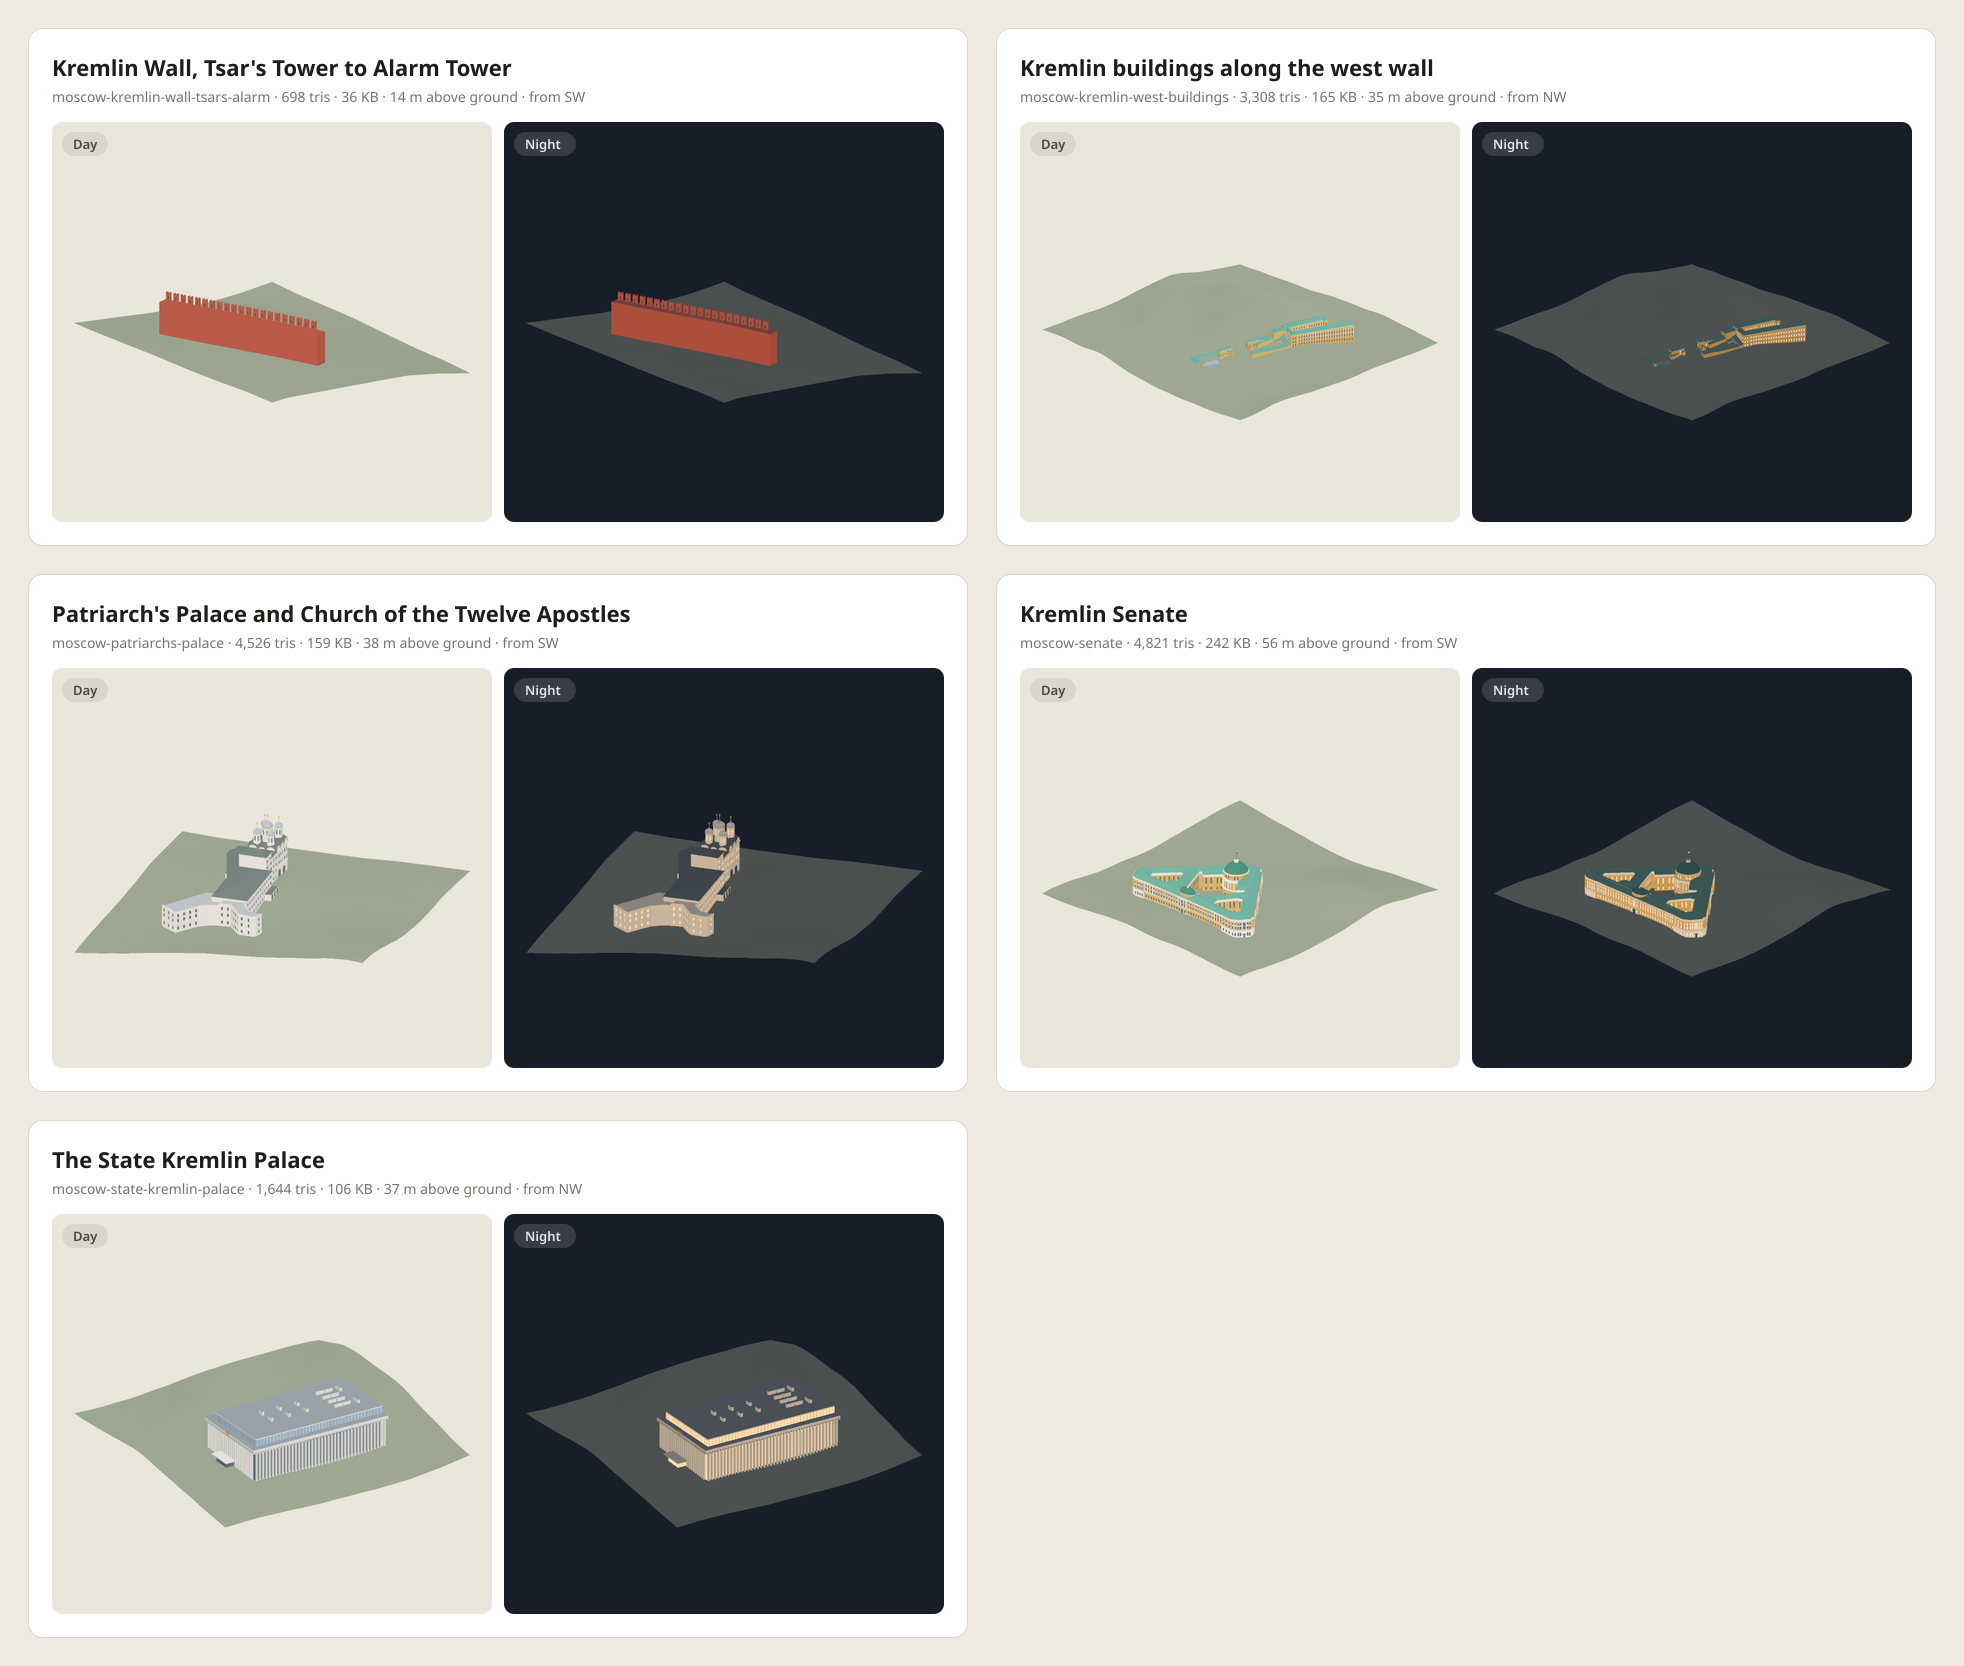 Kremlin Wall, Tsar's Tower to Alarm Tower
moscow-kremlin-wall-tsars-alarm · 698 tris · 36 KB · 14 m above ground · from SW
Day
Night
Kremlin buildings along the west wall
moscow-kremlin-west-buildings · 3,308 tris · 165 KB · 35 m above ground · from NW
Day
Night
Patriarch's Palace and Church of the Twelve Apostles
moscow-patriarchs-palace · 4,526 tris · 159 KB · 38 m above ground · from SW
Day
Night
Kremlin Senate
moscow-senate · 4,821 tris · 242 KB · 56 m above ground · from SW
Day
Night
The State Kremlin Palace
moscow-state-kremlin-palace · 1,644 tris · 106 KB · 37 m above ground · from NW
Day
Night